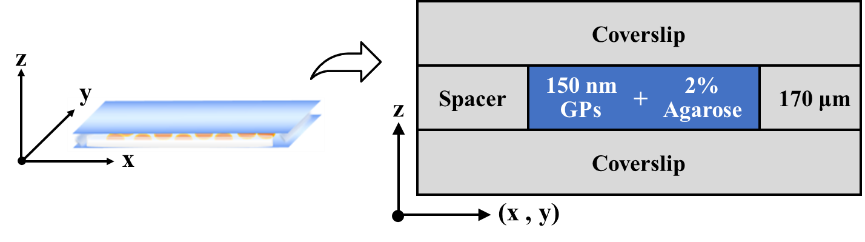 z
y
x
Coverslip
Spacer
150 nm
GPs
+
2%
Agarose
170 μm
z
Coverslip
(x , y)